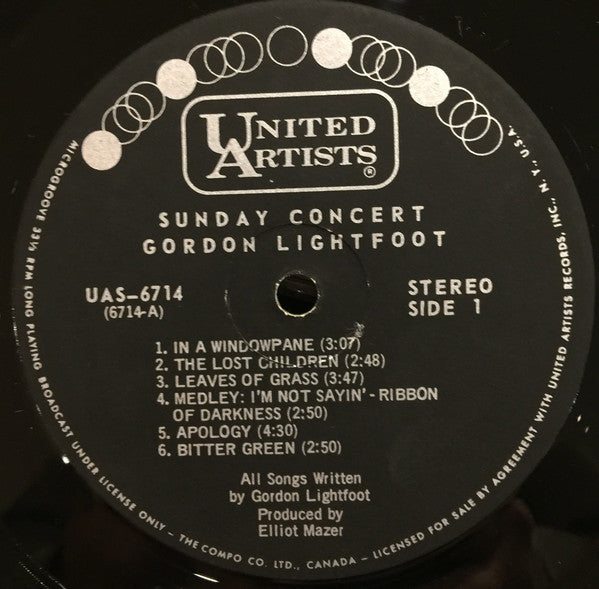 UNITED
ARTISTS®
SUNDAY CONCERT
GORDON LIGHTFOOT
UAS-6714
(6714-A)
STEREO
SIDE 1
1. IN A WINDOWPANE (3:07)
2. THE LOST CHILDREN (2:48)
3. LEAVES OF GRASS (3:47)
4. MEDLEY: I'M NOT SAYIN' - RIBBON
OF DARKNESS (2:50)
5. APOLOGY (4:30)
6. BITTER GREEN (2:50)
All Songs Written
by Gordon Lightfoot
Produced by
Elliot Mazer
MICROGROOVE 33⅓ RPM LONG PLAYING BROADCAST UNDER LICENSE ONLY - THE COMPO CO. LTD., CANADA - LICENSED FOR SALE BY AGREEMENT WITH UNITED ARTISTS RECORDS, INC., N. Y., U.S.A.